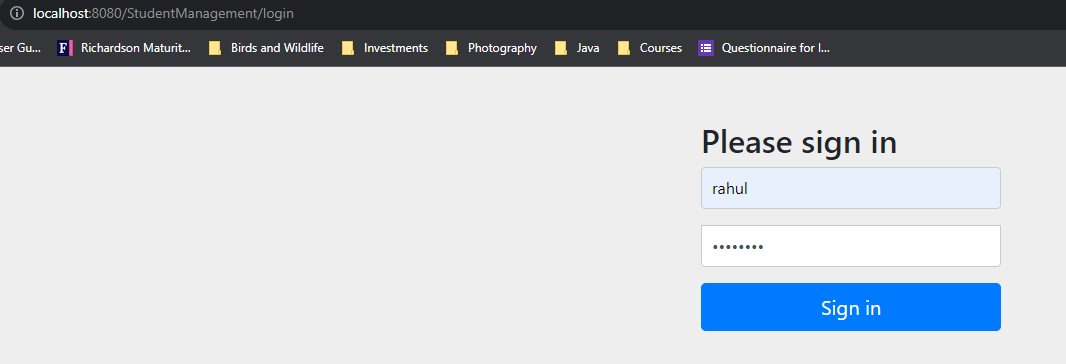 localhost:8080/StudentManagement/login
ser Gu... Richardson Maturit... Birds and Wildlife Investments Photography Java Courses Questionnaire for I...
Please sign in
rahul
••••••••
Sign in